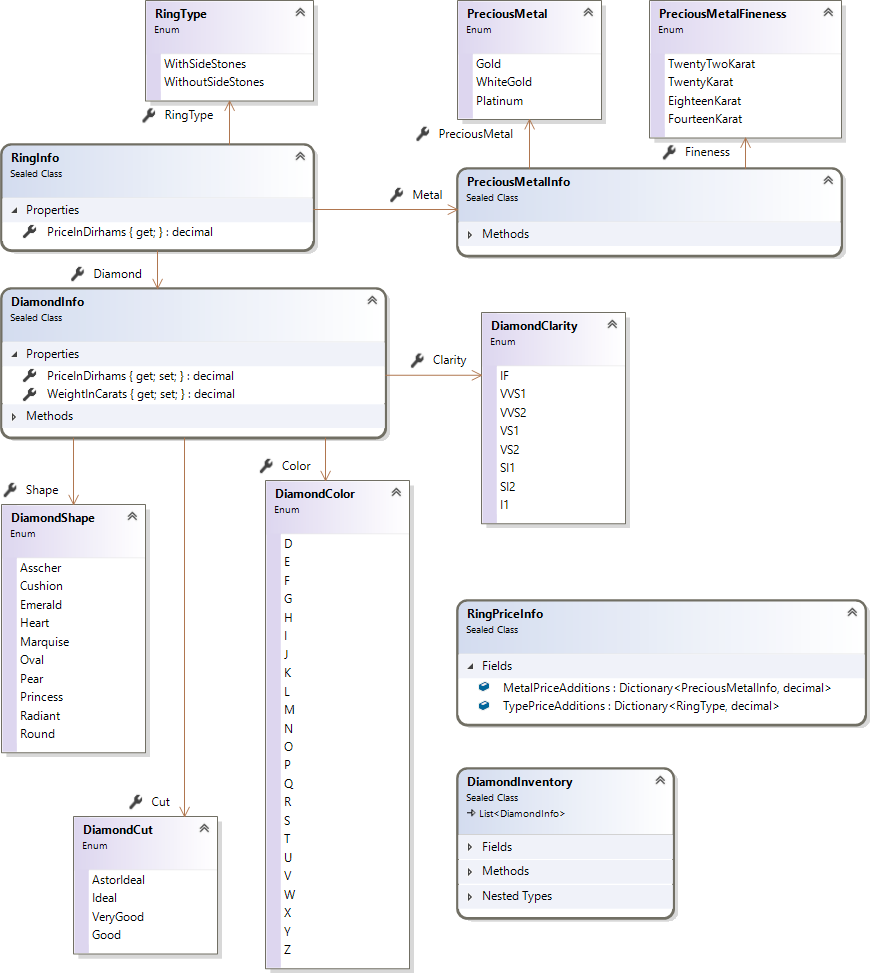 RingType
Enum
WithSideStones
WithoutSideStones
RingType
PreciousMetal
Enum
Gold
WhiteGold
Platinum
PreciousMetal
PreciousMetalFineness
Enum
TwentyTwoKarat
TwentyKarat
EighteenKarat
FourteenKarat
Fineness
RingInfo
Sealed Class
Properties
PriceInDirhams { get; } : decimal
Metal
PreciousMetalInfo
Sealed Class
Methods
Diamond
DiamondInfo
Sealed Class
Properties
PriceInDirhams { get; set; } : decimal
WeightInCarats { get; set; } : decimal
Methods
Clarity
DiamondClarity
Enum
IF
VVS1
VVS2
VS1
VS2
SI1
SI2
I1
Shape
DiamondShape
Enum
Asscher
Cushion
Emerald
Heart
Marquise
Oval
Pear
Princess
Radiant
Round
Color
DiamondColor
Enum
D
E
F
G
H
I
J
K
L
M
N
O
P
Q
R
S
T
U
V
W
X
Y
Z
Cut
DiamondCut
Enum
AstorIdeal
Ideal
VeryGood
Good
RingPriceInfo
Sealed Class
Fields
MetalPriceAdditions : Dictionary<PreciousMetalInfo, decimal>
TypePriceAdditions : Dictionary<RingType, decimal>
DiamondInventory
Sealed Class
List<DiamondInfo>
Fields
Methods
Nested Types